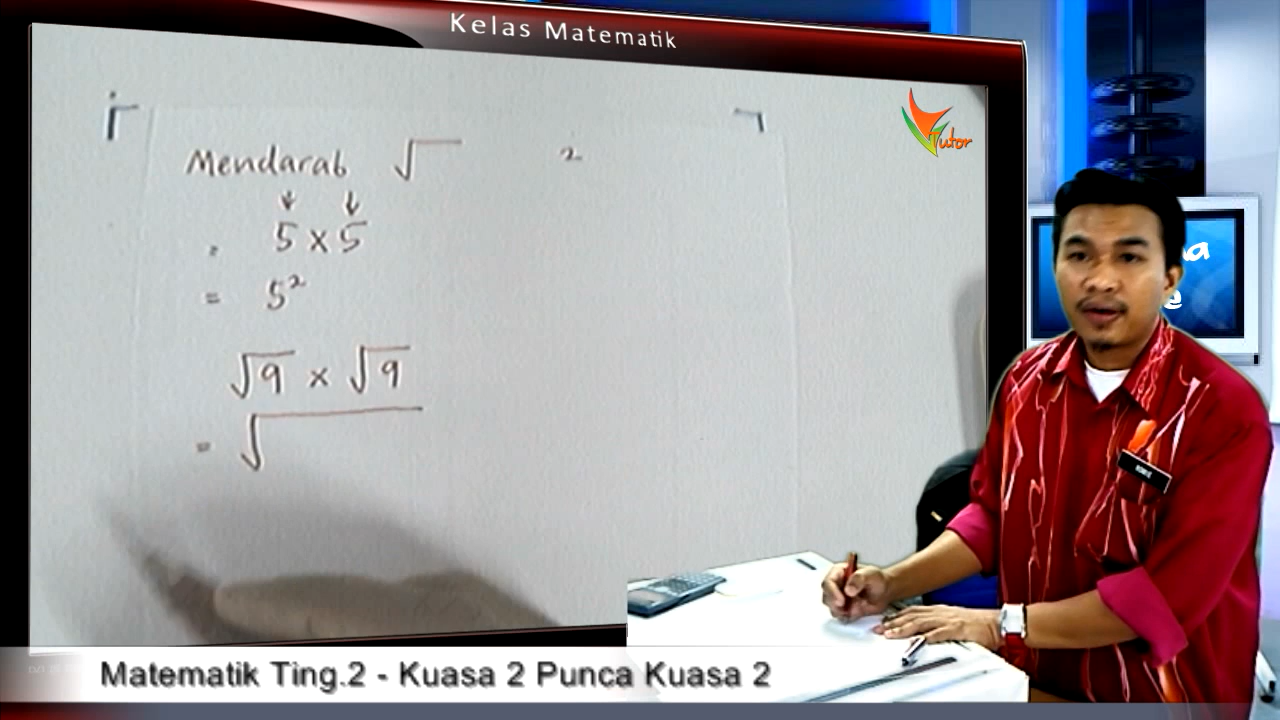 Kelas Matematik
Tutor
Mendarab √ 2
5 x 5
= 5²
√9 x √9
= √
Matematik Ting.2 - Kuasa 2 Punca Kuasa 2